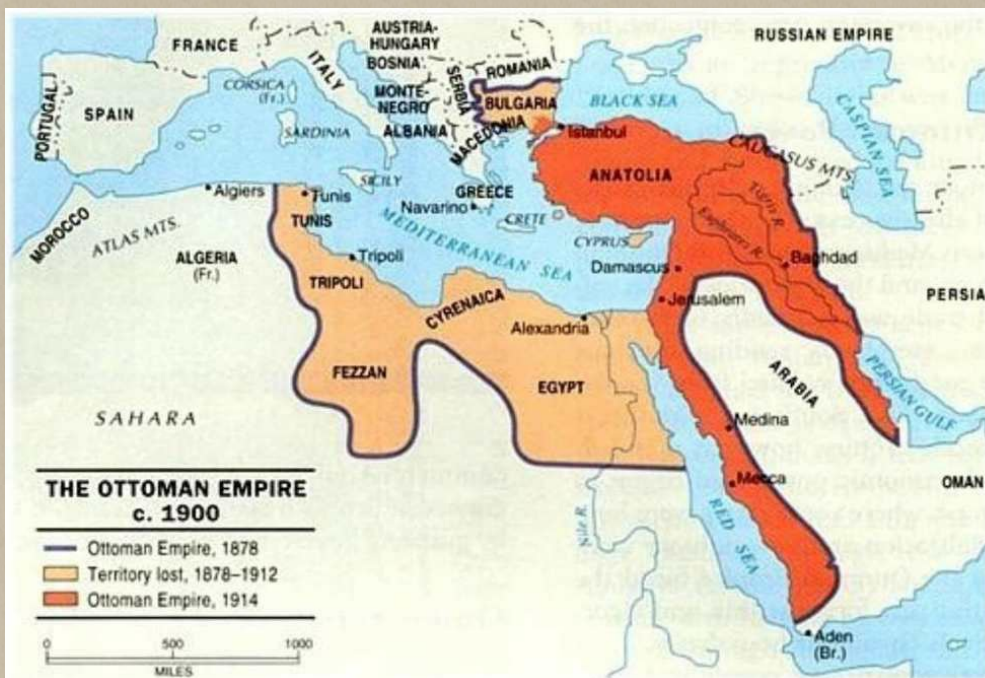 FRANCE
AUSTRIA-
HUNGARY
BOSNIA
RUSSIAN EMPIRE
PORTUGAL
SPAIN
CORSICA
(Fr.)
ITALY
MONTE-
NEGRO
SERBIA
ROMANIA
BULGARIA
BLACK SEA
CASPIAN SEA
SARDINIA
ALBANIA
MACEDONIA
Istanbul
CAUCASUS MTS.
ANATOLIA
MOROCCO
ATLAS MTS.
Algiers
Tunis
TUNIS
SICILY
GREECE
Navarino
CRETE
CYPRUS
Tigris R.
Euphrates R.
ALGERIA
(Fr.)
MEDITERRANEAN SEA
Tripoli
TRIPOLI
CYRENAICA
Damascus
Baghdad
Jerusalem
PERSIA
Alexandria
FEZZAN
EGYPT
ARABIA
PERSIAN GULF
SAHARA
Medina
Mecca
OMAN
Nile R.
RED
SEA
Aden
(Br.)
THE OTTOMAN EMPIRE
c. 1900
Ottoman Empire, 1878
Territory lost, 1878–1912
Ottoman Empire, 1914
0 500 1000
MILES